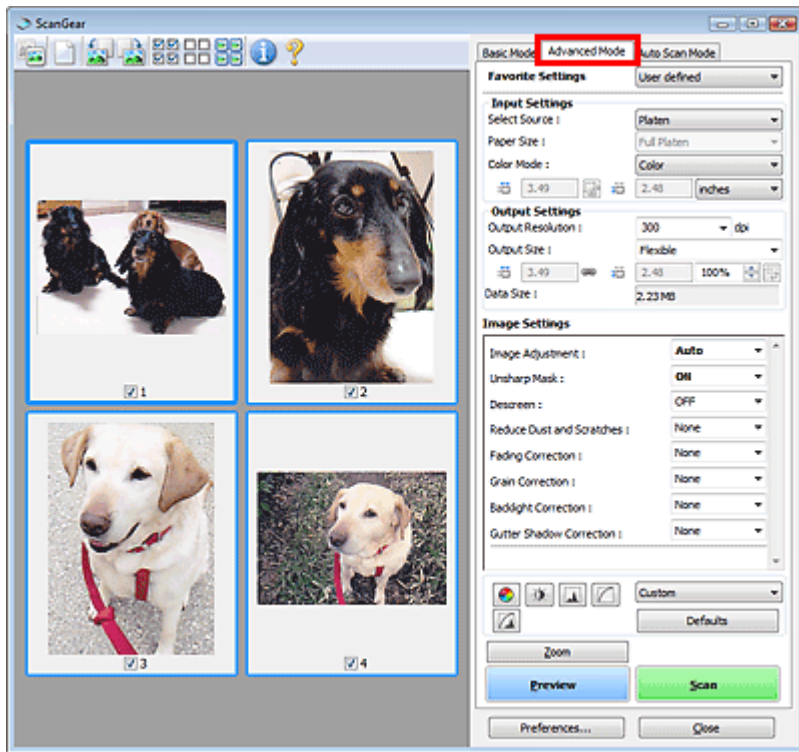 ScanGear
Basic Mode Advanced Mode Auto Scan Mode
Favorite Settings User defined
Input Settings
Select Source : Platen
Paper Size : Full Platen
Color Mode : Color
3.49 2.48 inches
Output Settings
Output Resolution : 300 dpi
Output Size : Flexible
3.49 2.48 100%
Data Size : 2.23 MB
Image Settings
Image Adjustment : Auto
Unsharp Mask : ON
Descreen : OFF
Reduce Dust and Scratches : None
Fading Correction : None
Grain Correction : None
Backlight Correction : None
Gutter Shadow Correction : None
Custom
Defaults
Zoom
Preview Scan
Preferences... Close
1
2
3
4